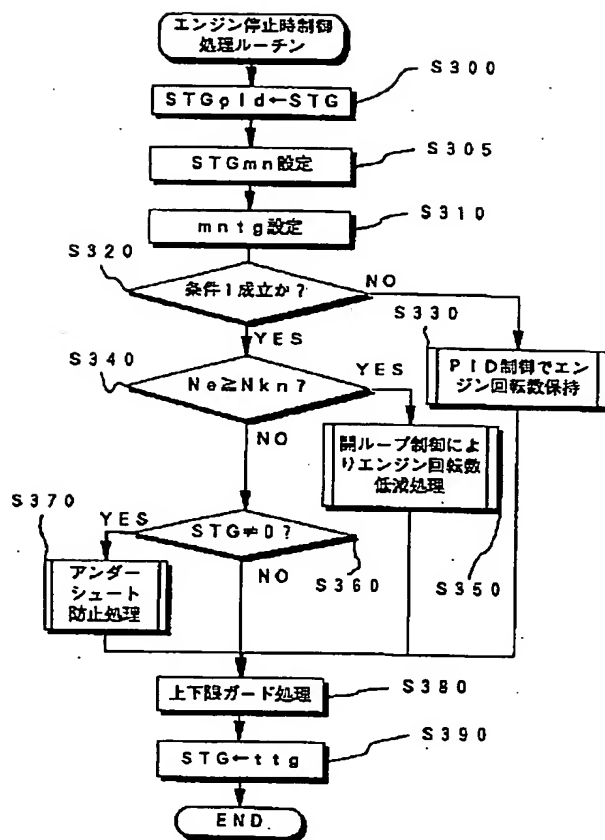 エンジン停止時制御
処理ルーチン
S300
STGold←STG
S305
STGmn設定
S310
mntg設定
S320
条件1成立か?
NO
YES
S330
PID制御でエン
ジン回転数保持
S340
Ne≧Nkn?
YES
NO
開ループ制御によ
りエンジン回転数
低減処理
S350
S370
YES
STG≠0?
NO
S360
アンダー
シュート
防止処理
上下限ガード処理
S380
STG←ttg
S390
END